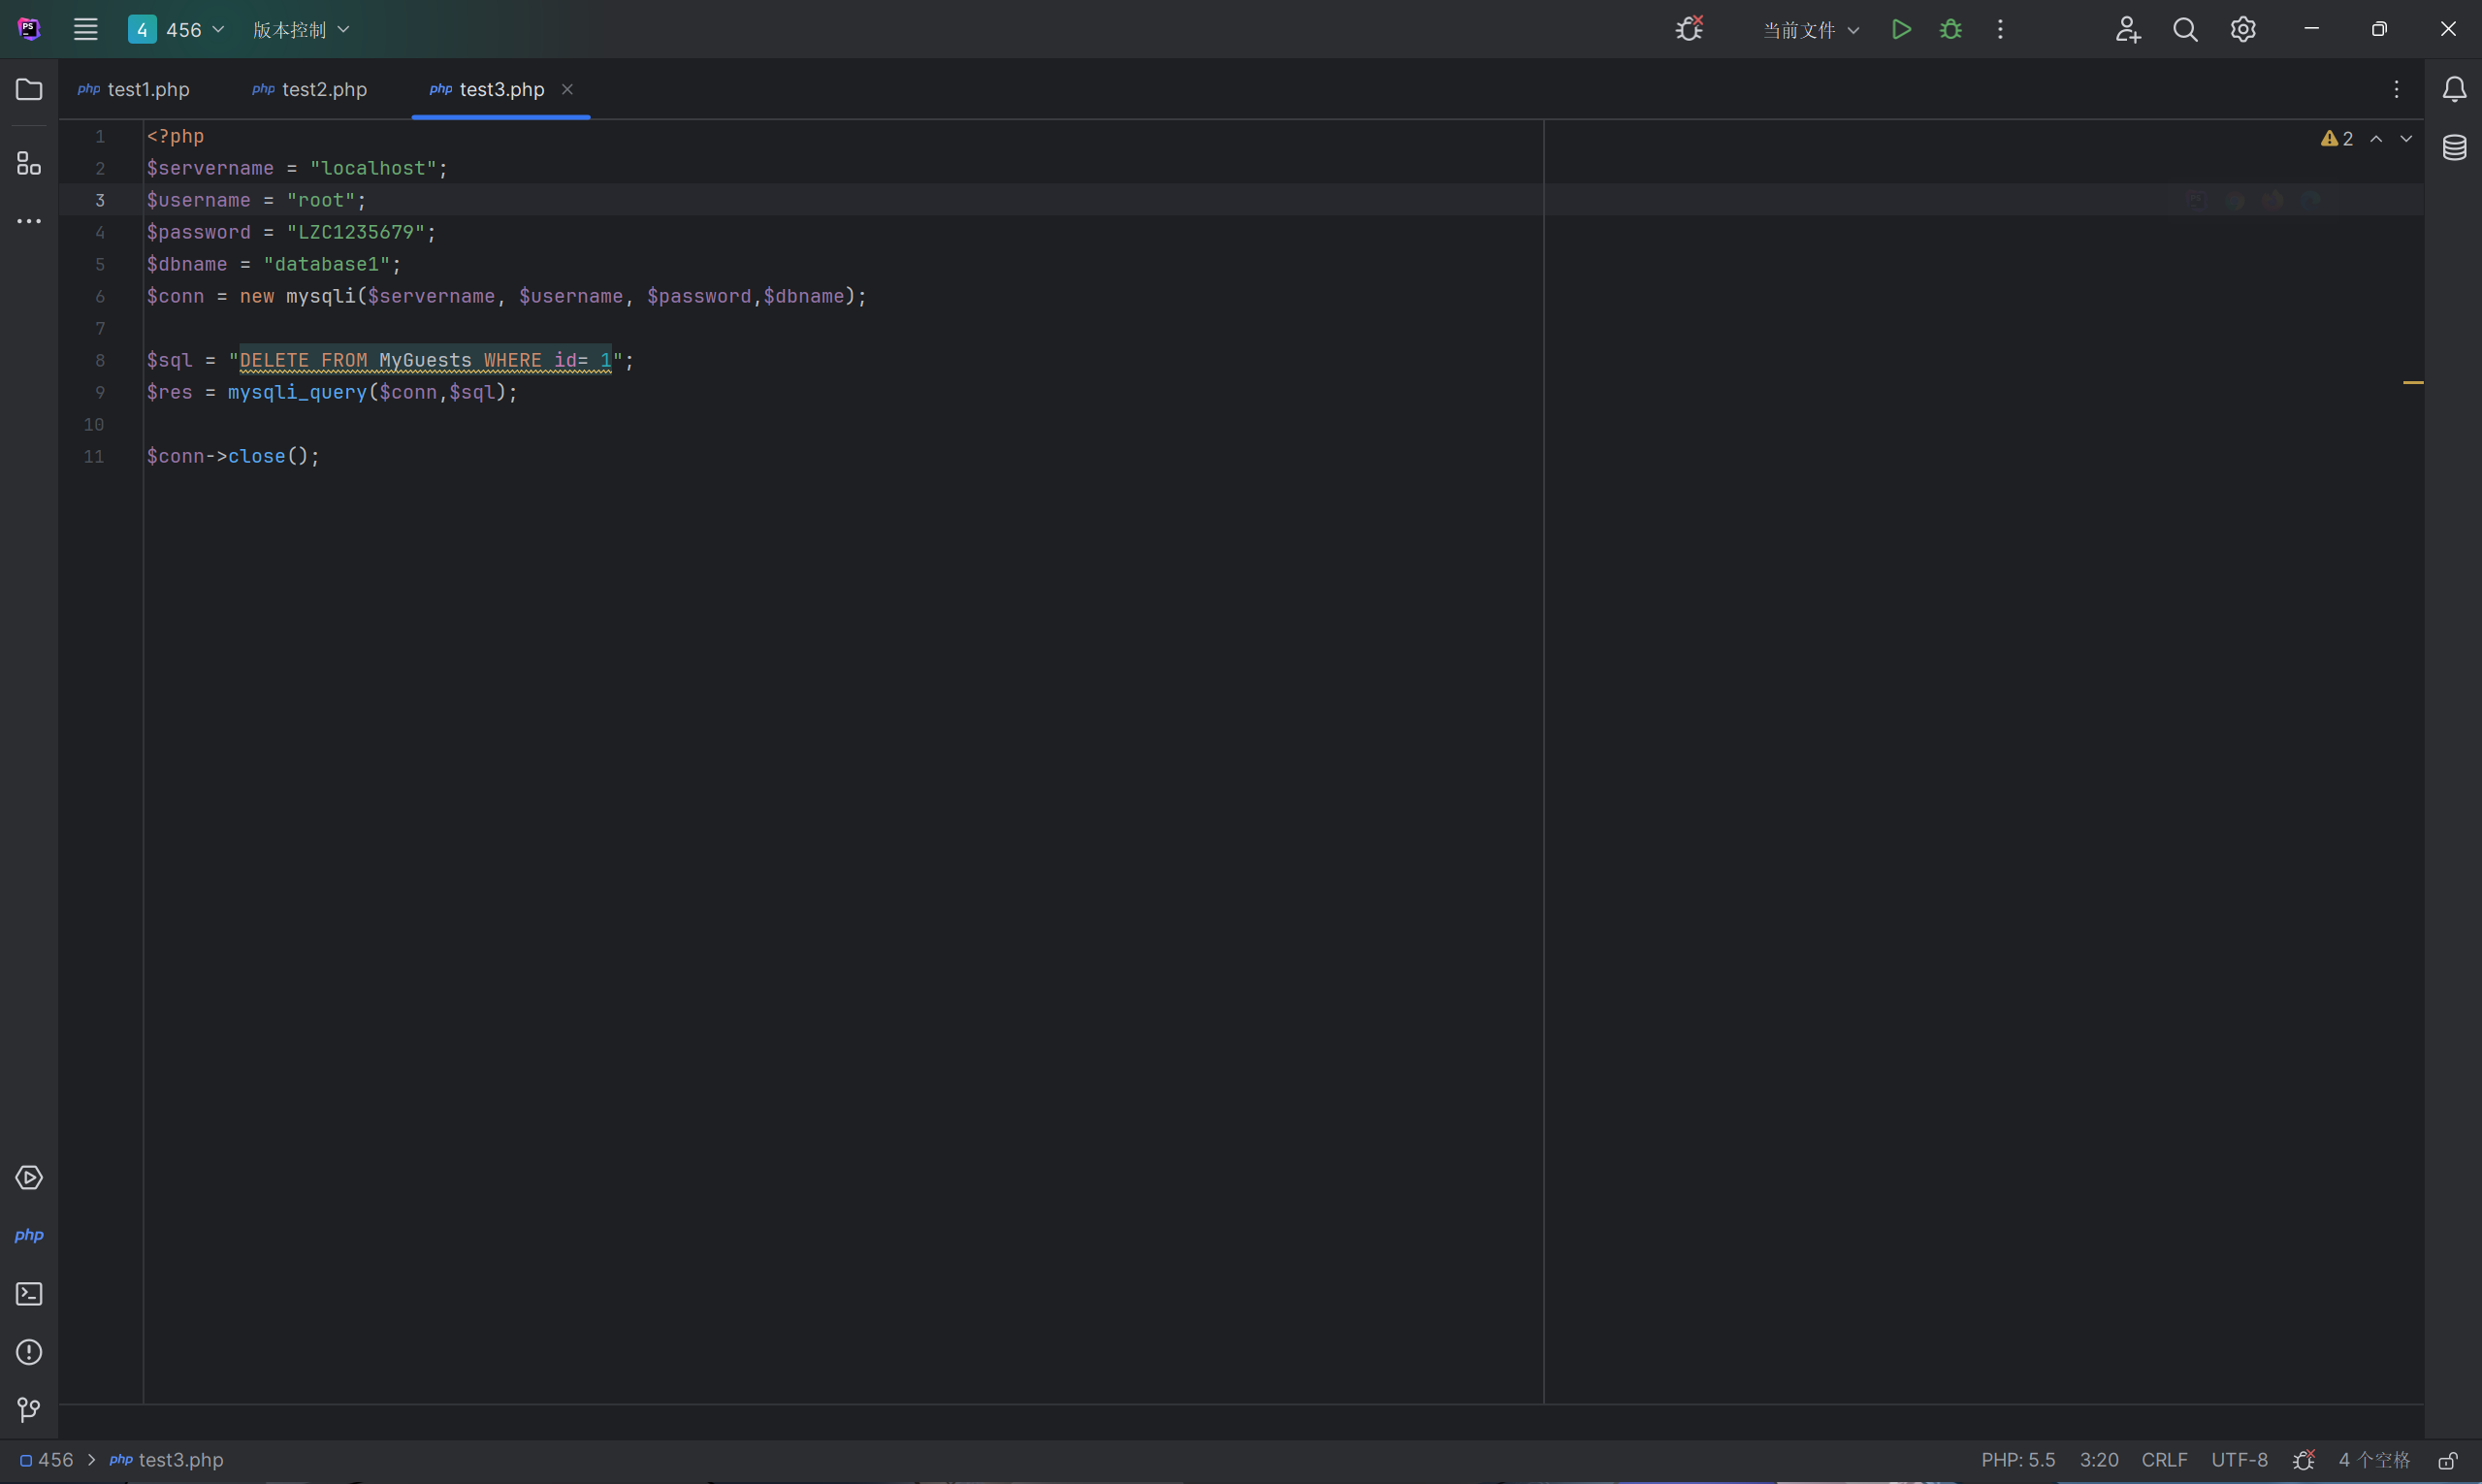 PS
4 456 版本控制 当前文件
php test1.php php test2.php php test3.php
2
1 <?php
2 $servername = "localhost";
3 $username = "root";
4 $password = "LZC1235679";
5 $dbname = "database1";
6 $conn = new mysqli($servername, $username, $password,$dbname);
7
8 $sql = "DELETE FROM MyGuests WHERE id= 1";
9 $res = mysqli_query($conn,$sql);
10
11 $conn->close();
php
456 > php test3.php PHP: 5.5 3:20 CRLF UTF-8 4 个空格